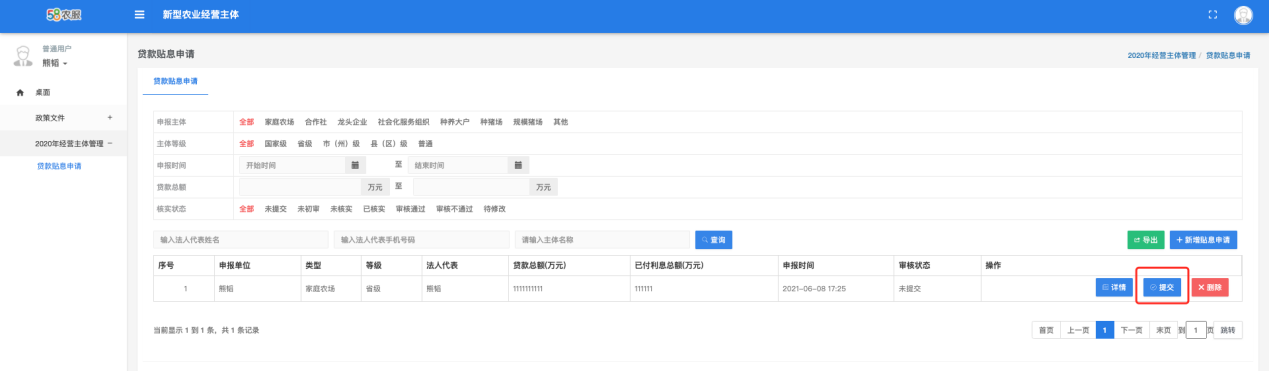 58农服 新型农业经营主体
普通用户
熊韬
贷款贴息申请 2020年经营主体管理 / 贷款贴息申请
桌面
政策文件 +
2020年经营主体管理 −
贷款贴息申请
贷款贴息申请
申报主体 全部 家庭农场 合作社 龙头企业 社会化服务组织 种养大户 种猪场 规模猪场 其他
主体等级 全部 国家级 省级 市（州）级 县（区）级 普通
申报时间 开始时间 至 结束时间
贷款总额 万元 至 万元
核实状态 全部 未提交 未初审 未核实 已核实 审核通过 审核不通过 待修改
输入法人代表姓名 输入法人代表手机号码 请输入主体名称 查询 导出 + 新增贴息申请
序号 申报单位 类型 等级 法人代表 贷款总额(万元) 已付利息总额(万元) 申报时间 审核状态 操作
1 熊韬 家庭农场 省级 熊韬 1111111111 111111 2021-06-08 17:25 未提交 详情 提交 删除
当前显示 1 到 1 条，共 1 条记录 首页 上一页 1 下一页 末页 到 1 页 跳转